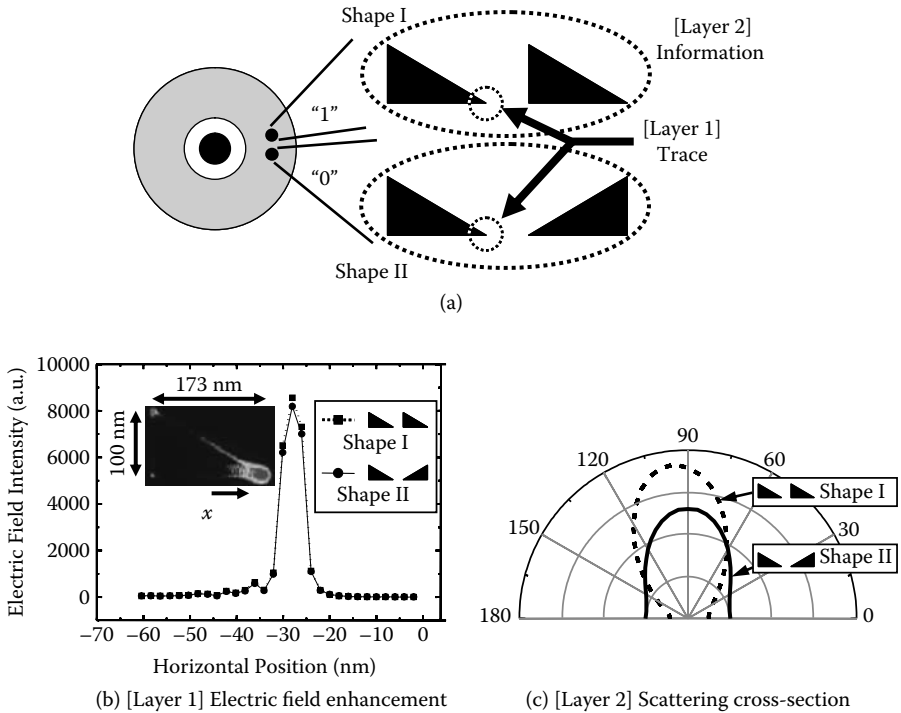 Shape I
[Layer 2]
Information
“1”
[Layer 1]
Trace
“0”
Shape II
(a)
10000
8000
6000
4000
2000
0
Electric Field Intensity (a.u.)
173 nm
100 nm
x
Shape I
Shape II
−70 −60 −50 −40 −30 −20 −10 0
Horizontal Position (nm)
(b) [Layer 1] Electric field enhancement
90
120 60
150 30
180 0
Shape I
Shape II
(c) [Layer 2] Scattering cross-section